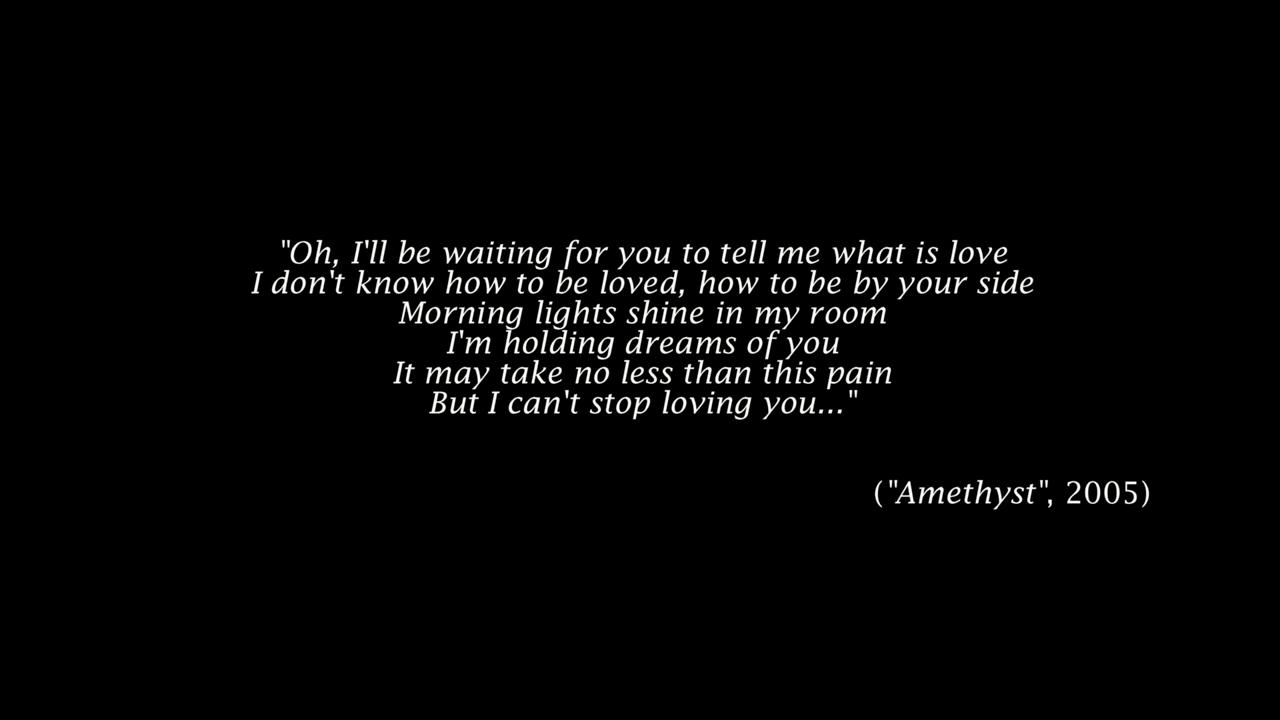 "Oh, I'll be waiting for you to tell me what is love
I don't know how to be loved, how to be by your side
Morning lights shine in my room
I'm holding dreams of you
It may take no less than this pain
But I can't stop loving you..."
("Amethyst", 2005)